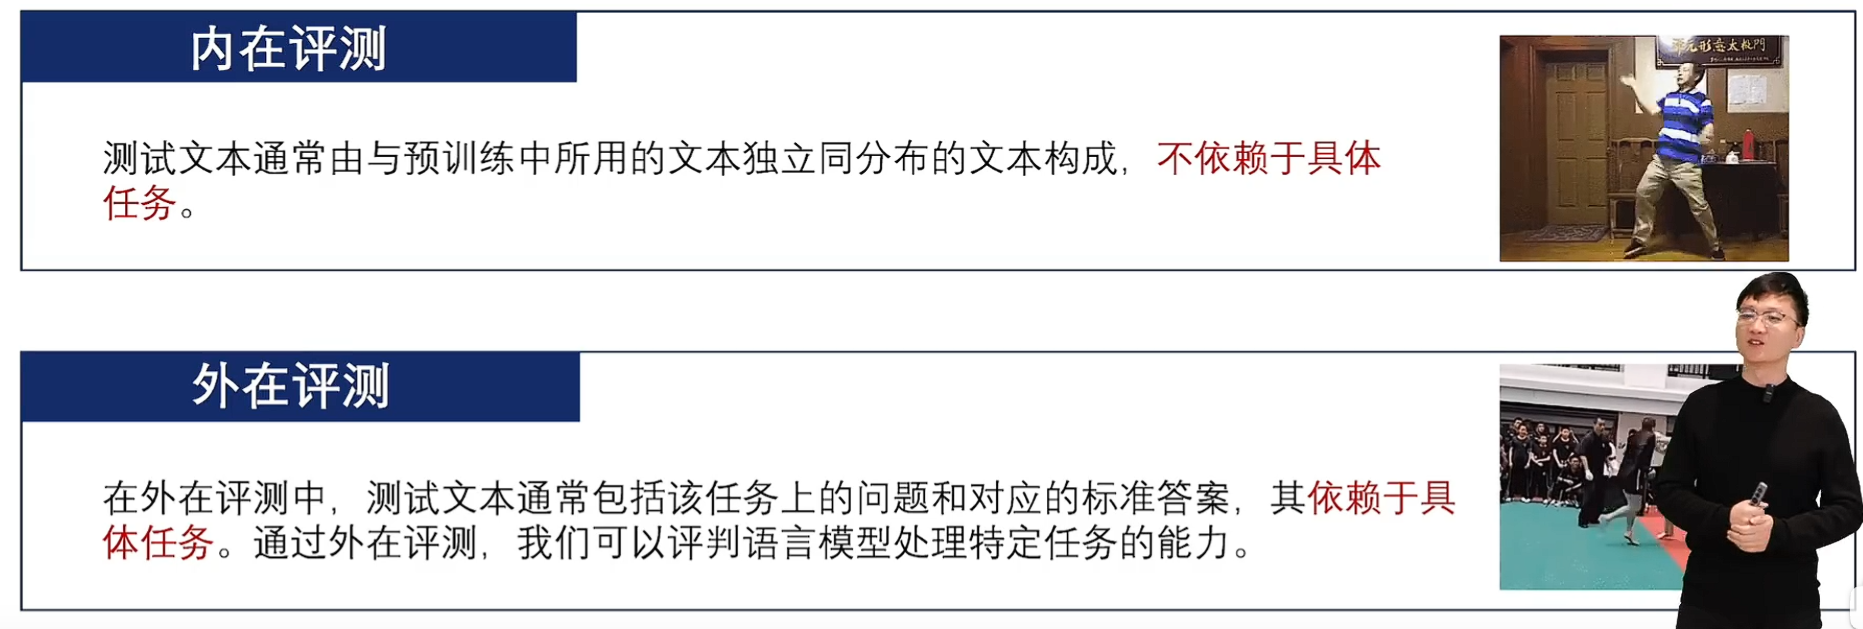 内在评测
测试文本通常由与预训练中所用的文本独立同分布的文本构成，不依赖于具体
任务。
外在评测
在外在评测中，测试文本通常包括该任务上的问题和对应的标准答案，其依赖于具
体任务。通过外在评测，我们可以评判语言模型处理特定任务的能力。